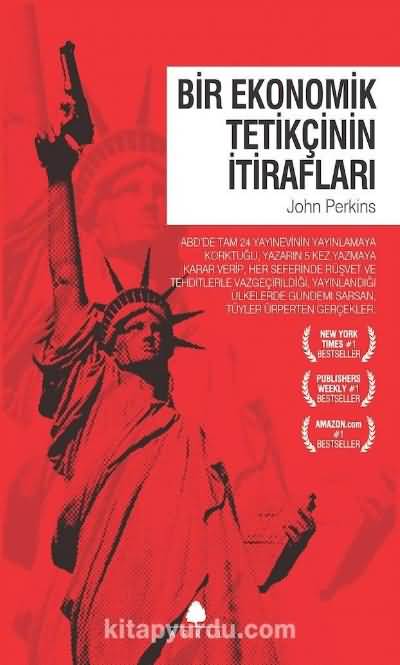 BİR EKONOMİK
TETİKÇİNİN
İTİRAFLARI
John Perkins
ABD'DE TAM 24 YAYINEVİNİN YAYINLAMAYA
KORKTUĞU, YAZARIN 5 KEZ YAZMAYA
KARAR VERİP, HER SEFERİNDE RÜŞVET VE
TEHDİTLERLE VAZGEÇİRİLDİĞİ, YAYINLANDIĞI
ÜLKELERDE GÜNDEMİ SARSAN,
TÜYLER ÜRPERTEN GERÇEKLER.
NEW YORK
TIMES #1
BESTSELLER
PUBLISHERS
WEEKLY #1
BESTSELLER
AMAZON.com
#1
BESTSELLER
kitapyurdu.com